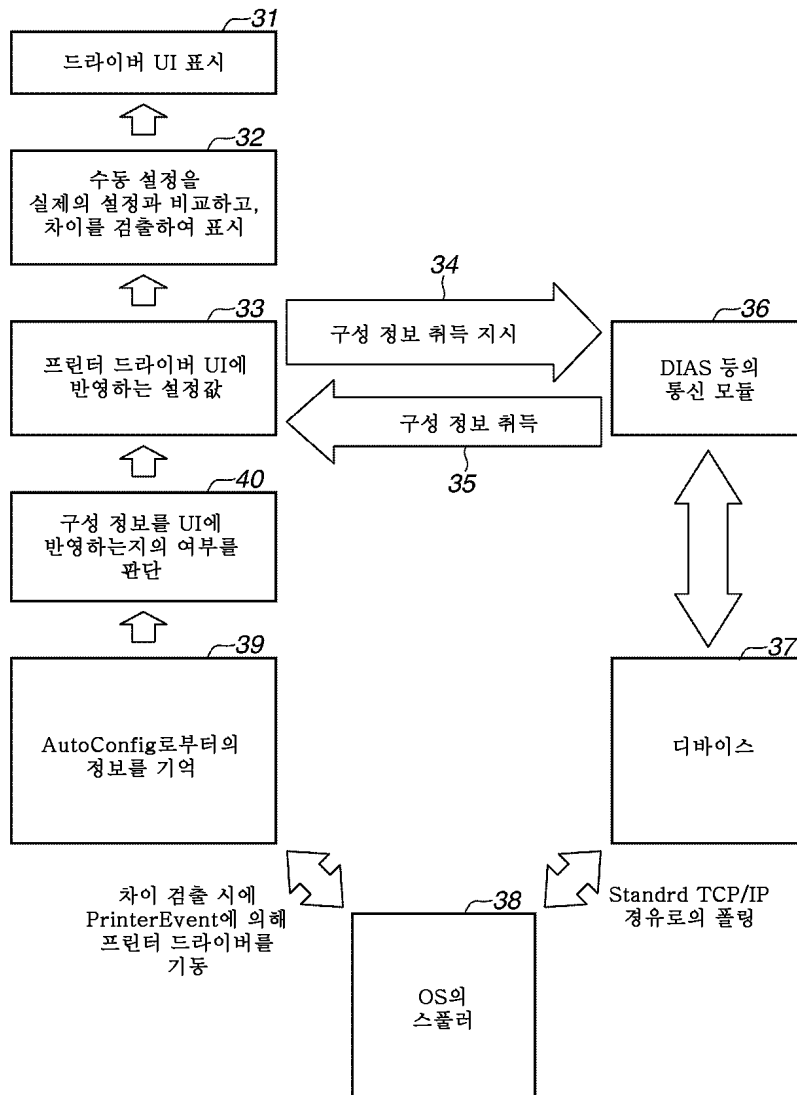 31
드라이버 UI 표시
32
수동 설정을
실제의 설정과 비교하고,
차이를 검출하여 표시
33
프린터 드라이버 UI에
반영하는 설정값
34
구성 정보 취득 지시
36
DIAS 등의
통신 모듈
구성 정보 취득
35
40
구성 정보를 UI에
반영하는지의 여부를
판단
39
AutoConfig로부터의
정보를 기억
37
디바이스
차이 검출 시에
PrinterEvent에 의해
프린터 드라이버를
기동
38
OS의
스풀러
Standrd TCP/IP
경유로의 폴링